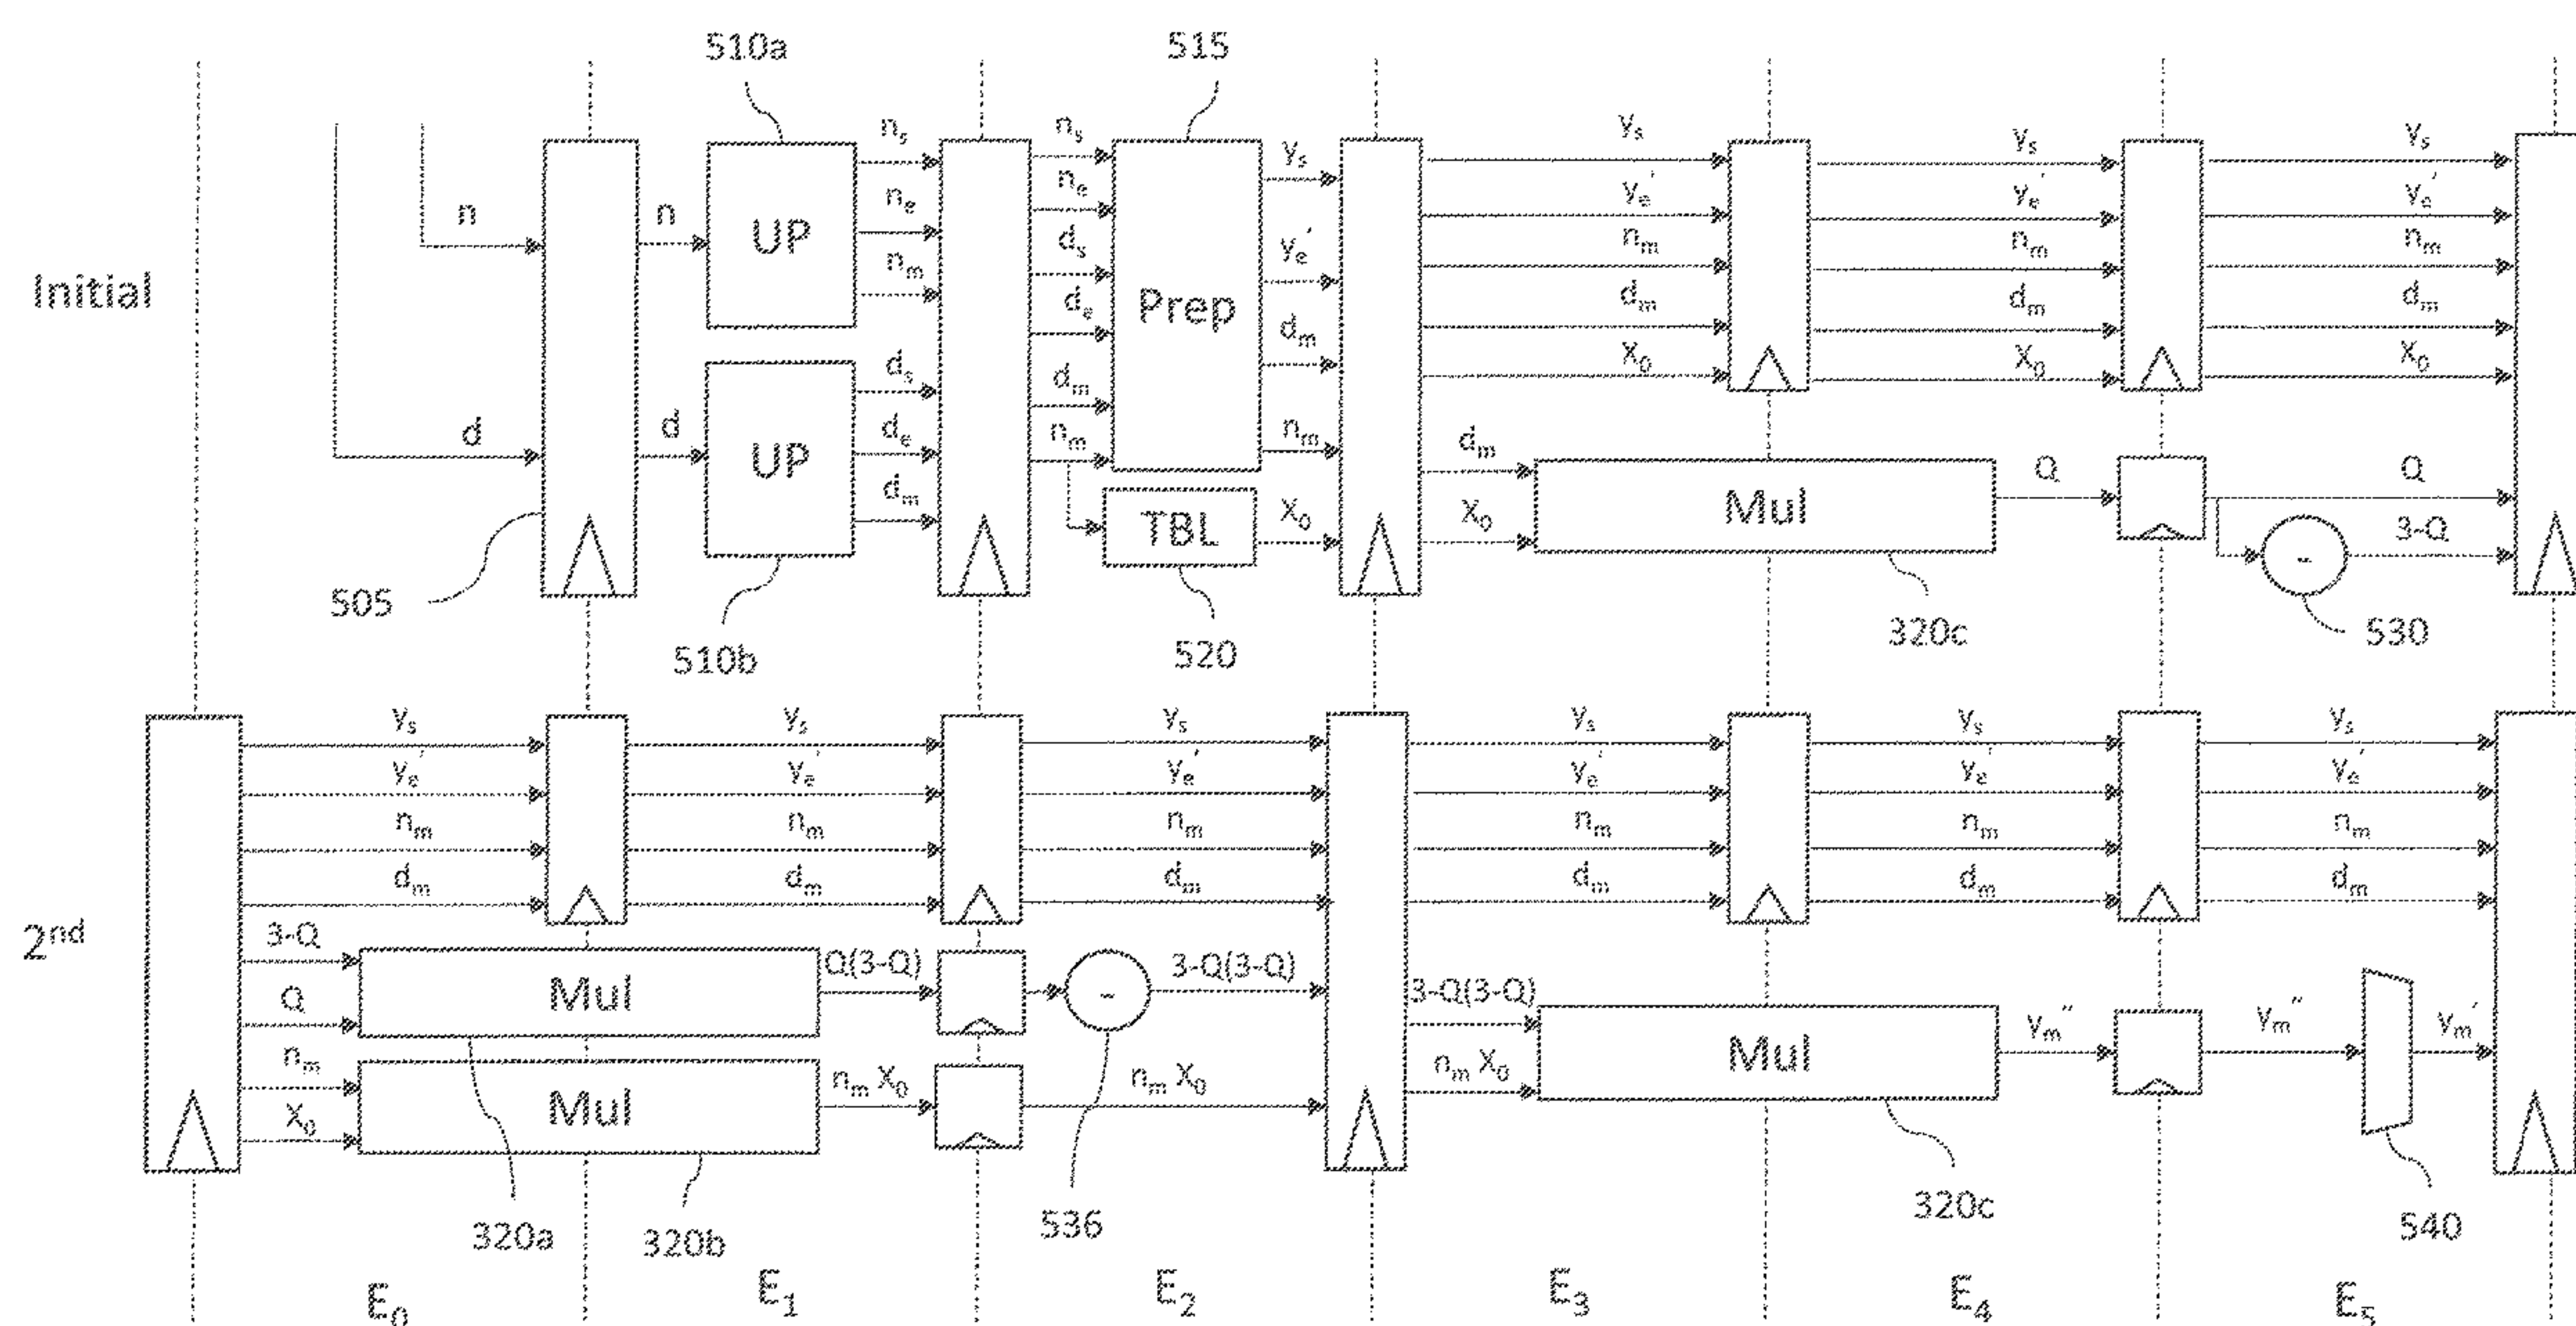 510a 515
n_s n_s y_s y_s y_s y_s
n n UP n_e n_e y_e' y_e' y_e' y_e'
n_m d_s n_m n_m n_m
Initial Prep
d_e d_m d_m d_m d_m
d_s d_m X_0 X_0 X_0
d d UP d_e n_m n_m d_m Mul Q Q
d_m TBL X_0 X_0 - 3-Q
505 510b 520 320c 530
y_s y_s y_s y_s y_s y_s
y_e' y_e' y_e' y_e' y_e' y_e'
n_m n_m n_m n_m n_m n_m
d_m d_m d_m d_m d_m d_m
2nd
3-Q Mul Q(3-Q) - 3-Q(3-Q) 3-Q(3-Q)
Q Mul y_m'' y_m'' y_m'
n_m Mul n_m X_0 n_m X_0 n_m X_0
X_0
320a 320b 536 320c 540
E_0 E_1 E_2 E_3 E_4 E_5